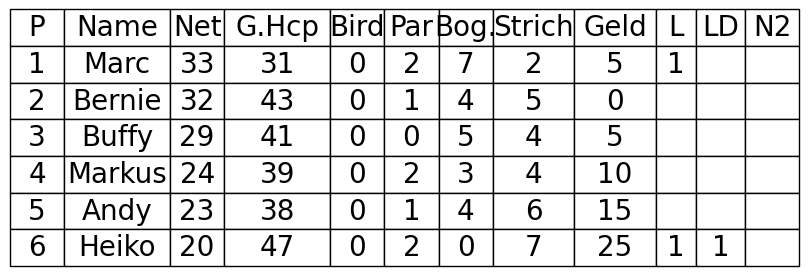 P Name Net G.Hcp Bird Par Bog. Strich Geld L LD N2
1 Marc 33 31 0 2 7 2 5 1
2 Bernie 32 43 0 1 4 5 0
3 Buffy 29 41 0 0 5 4 5
4 Markus 24 39 0 2 3 4 10
5 Andy 23 38 0 1 4 6 15
6 Heiko 20 47 0 2 0 7 25 1 1